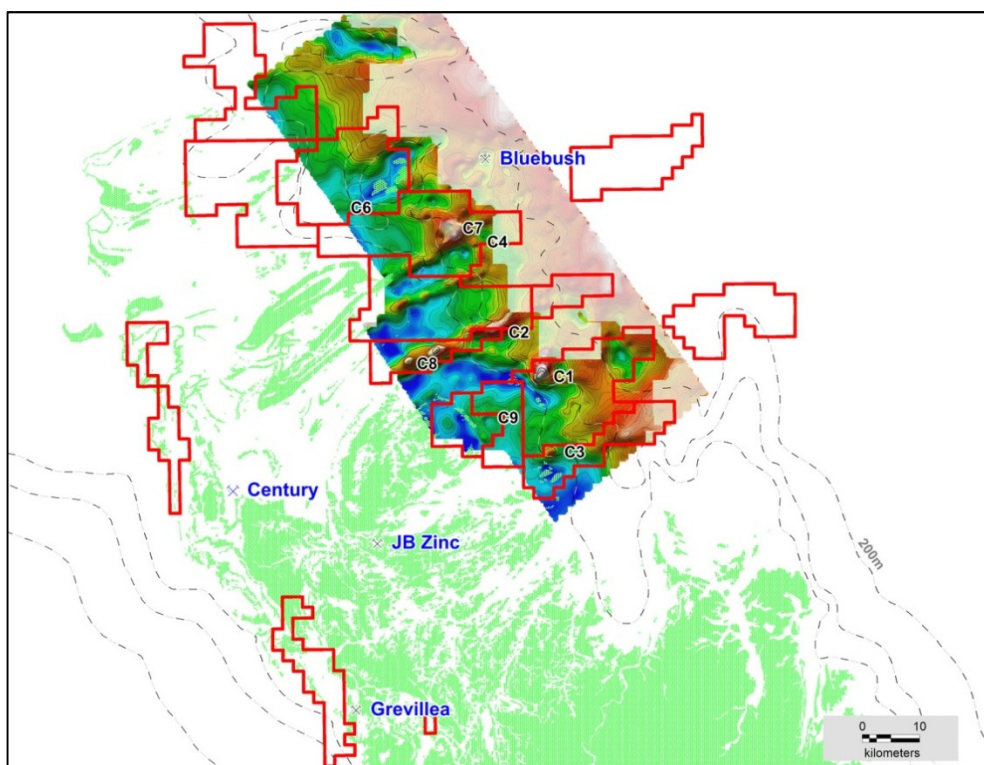 Bluebush
C6
C7
C4
C2
C8
C1
C9
C3
Century
JB Zinc
200m
Grevillea
0 10
kilometers